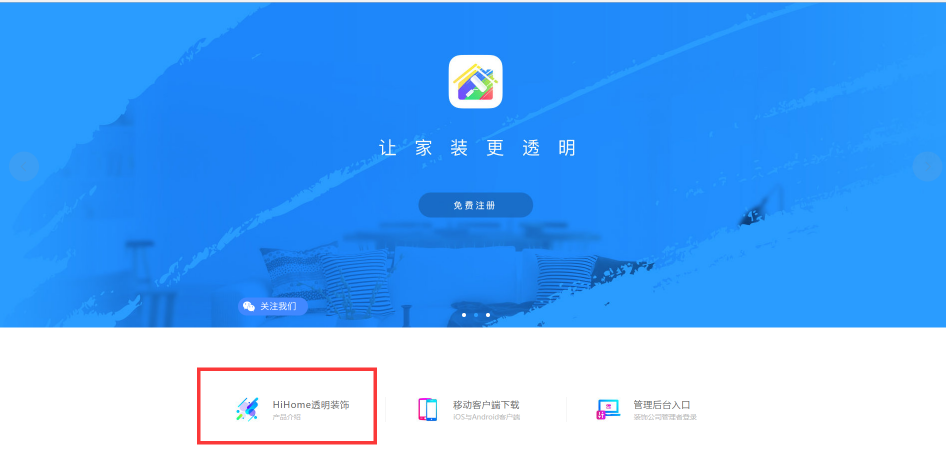 让家装更透明
免费注册
关注我们
HiHome透明装饰
产品介绍
移动客户端下载
iOS与Android客户端
管理后台入口
装饰公司管理者登录